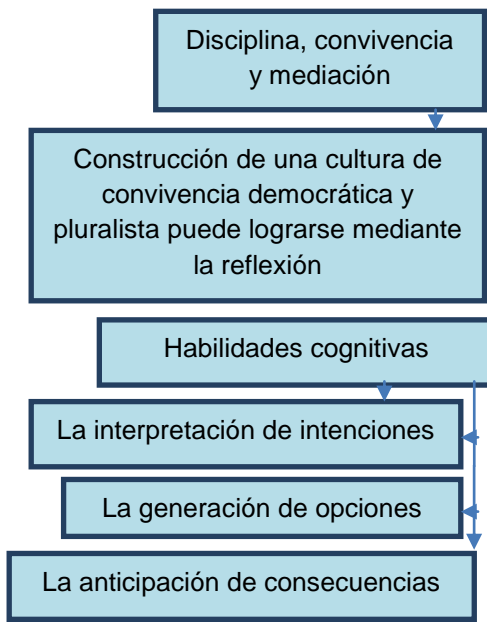 Disciplina, convivencia
y mediación
Construcción de una cultura de
convivencia democrática y
pluralista puede lograrse mediante
la reflexión
Habilidades cognitivas
La interpretación de intenciones
La generación de opciones
La anticipación de consecuencias